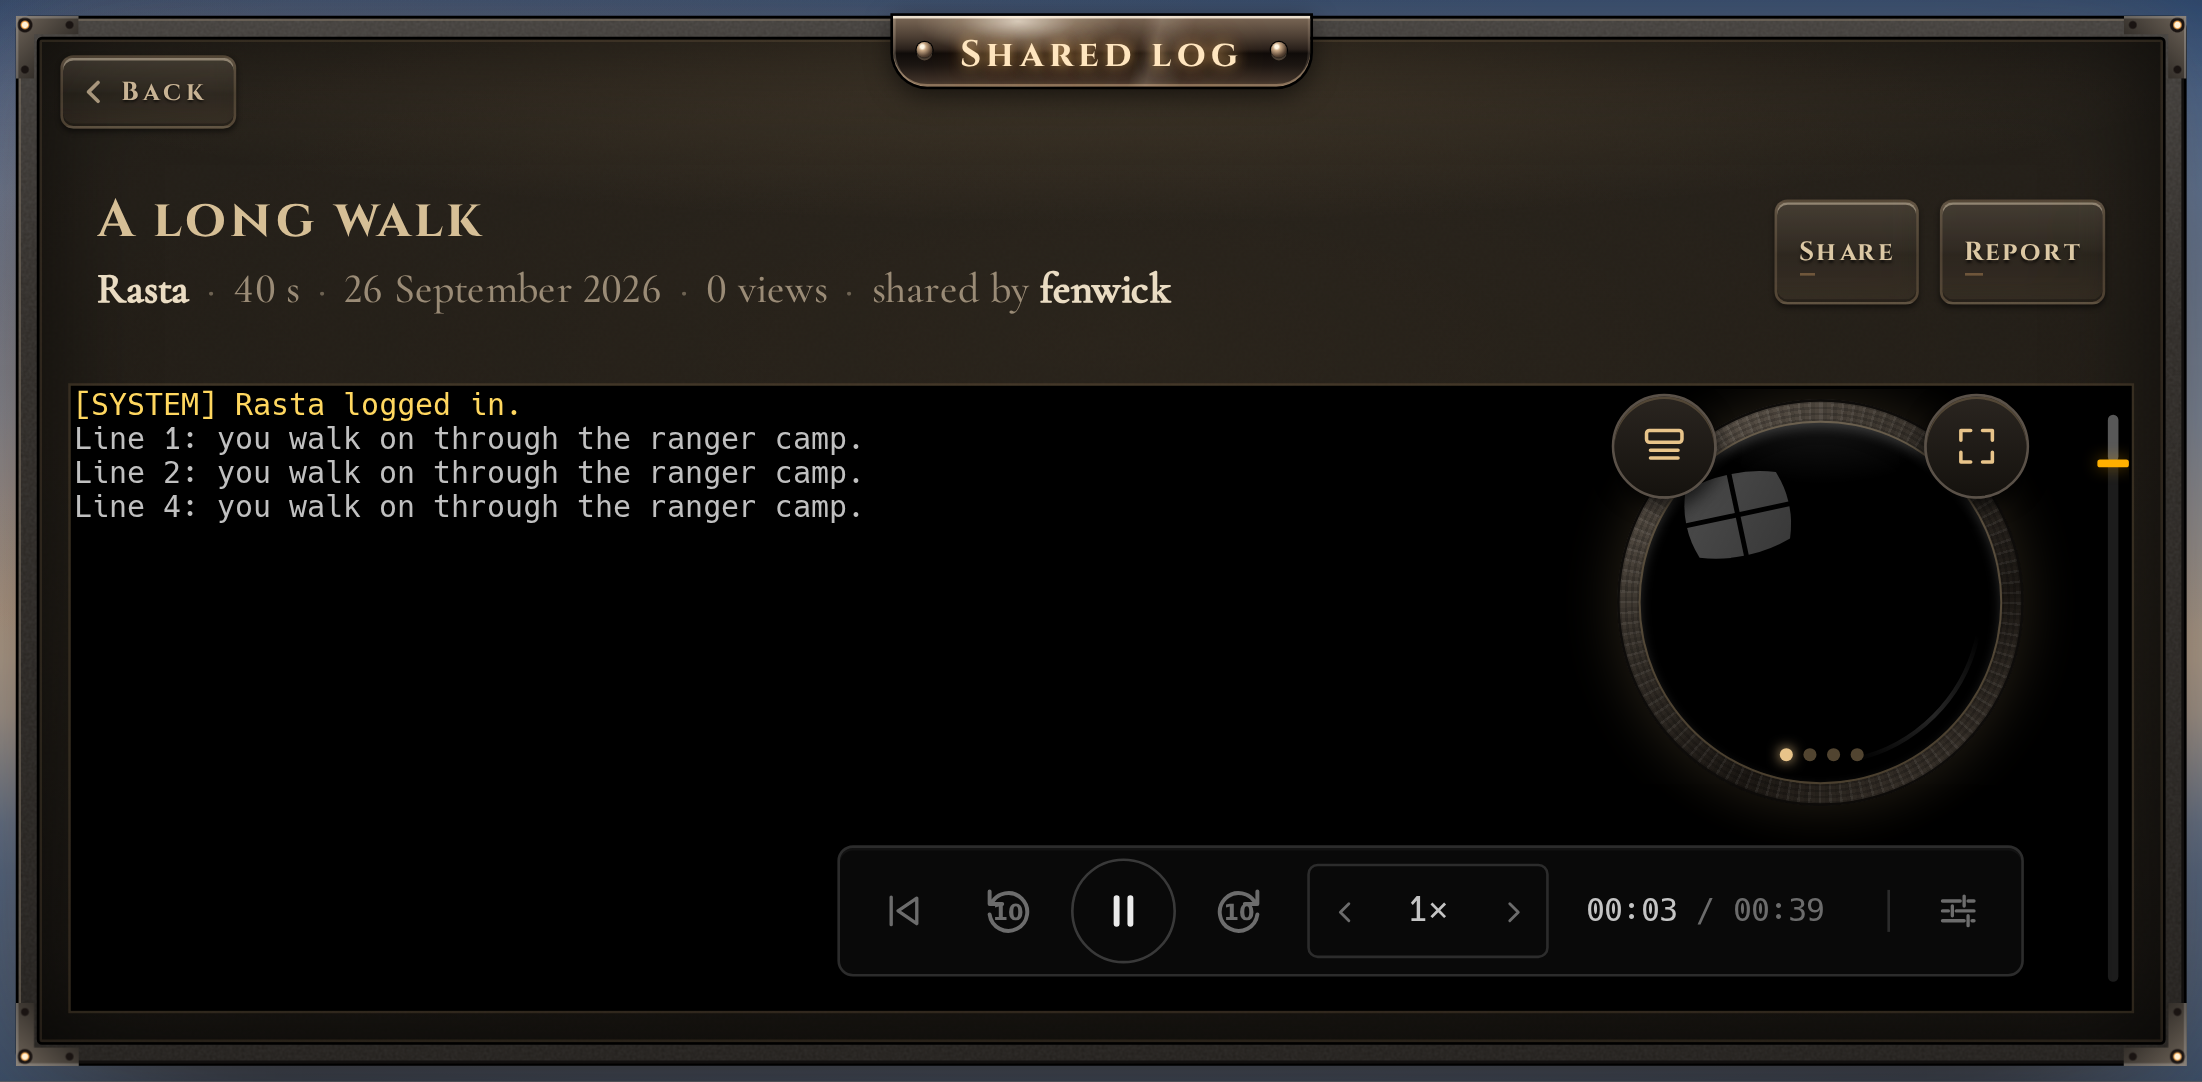 Shared log
Back
A long walk
Rasta · 40 s · 26 September 2026 · 0 views · shared by fenwick
Share
Report
[SYSTEM] Rasta logged in.
Line 1: you walk on through the ranger camp.
Line 2: you walk on through the ranger camp.
Line 4: you walk on through the ranger camp.
10
10
1×
00:03 / 00:39